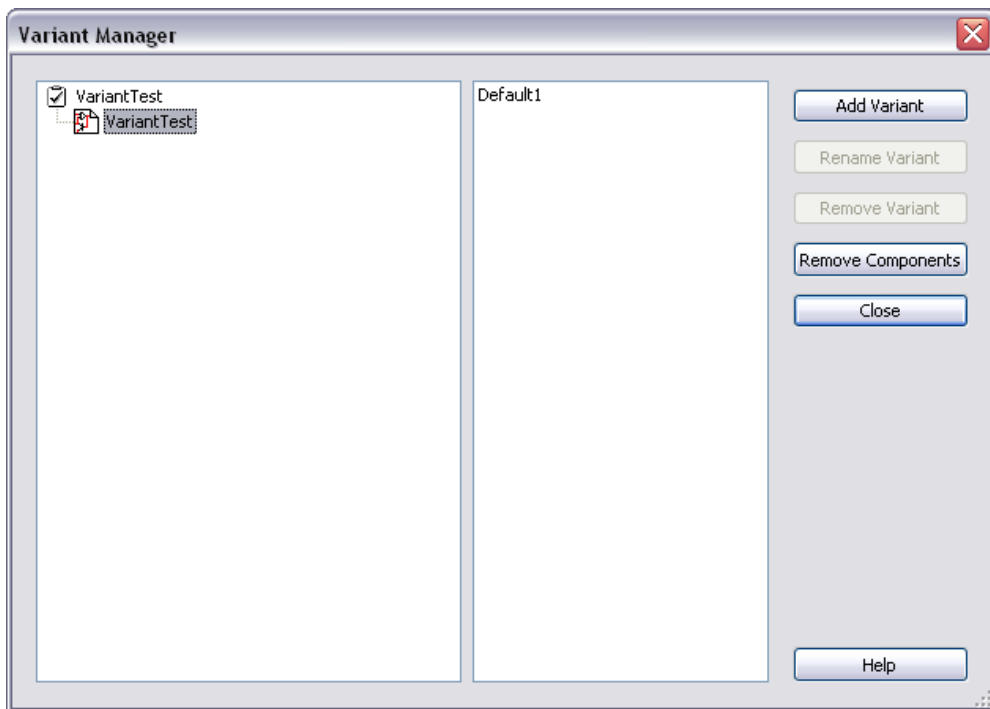 Variant Manager
VariantTest
VariantTest
Default1
Add Variant
Rename Variant
Remove Variant
Remove Components
Close
Help